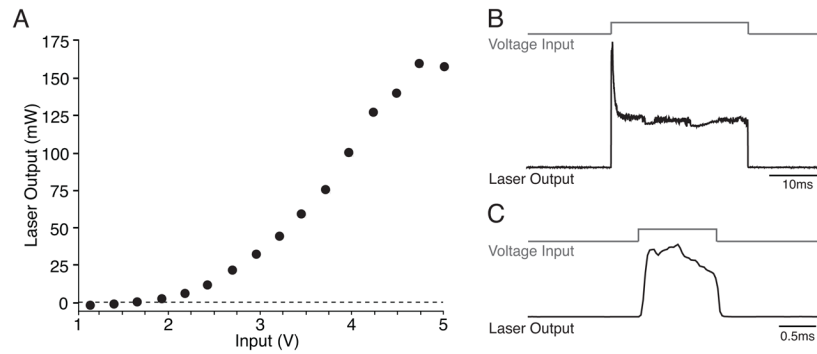 A
175
150
125
100
75
50
25
0
Laser Output (mW)
1
2
3
4
5
Input (V)
B
Voltage Input
Laser Output
10ms
C
Voltage Input
Laser Output
0.5ms